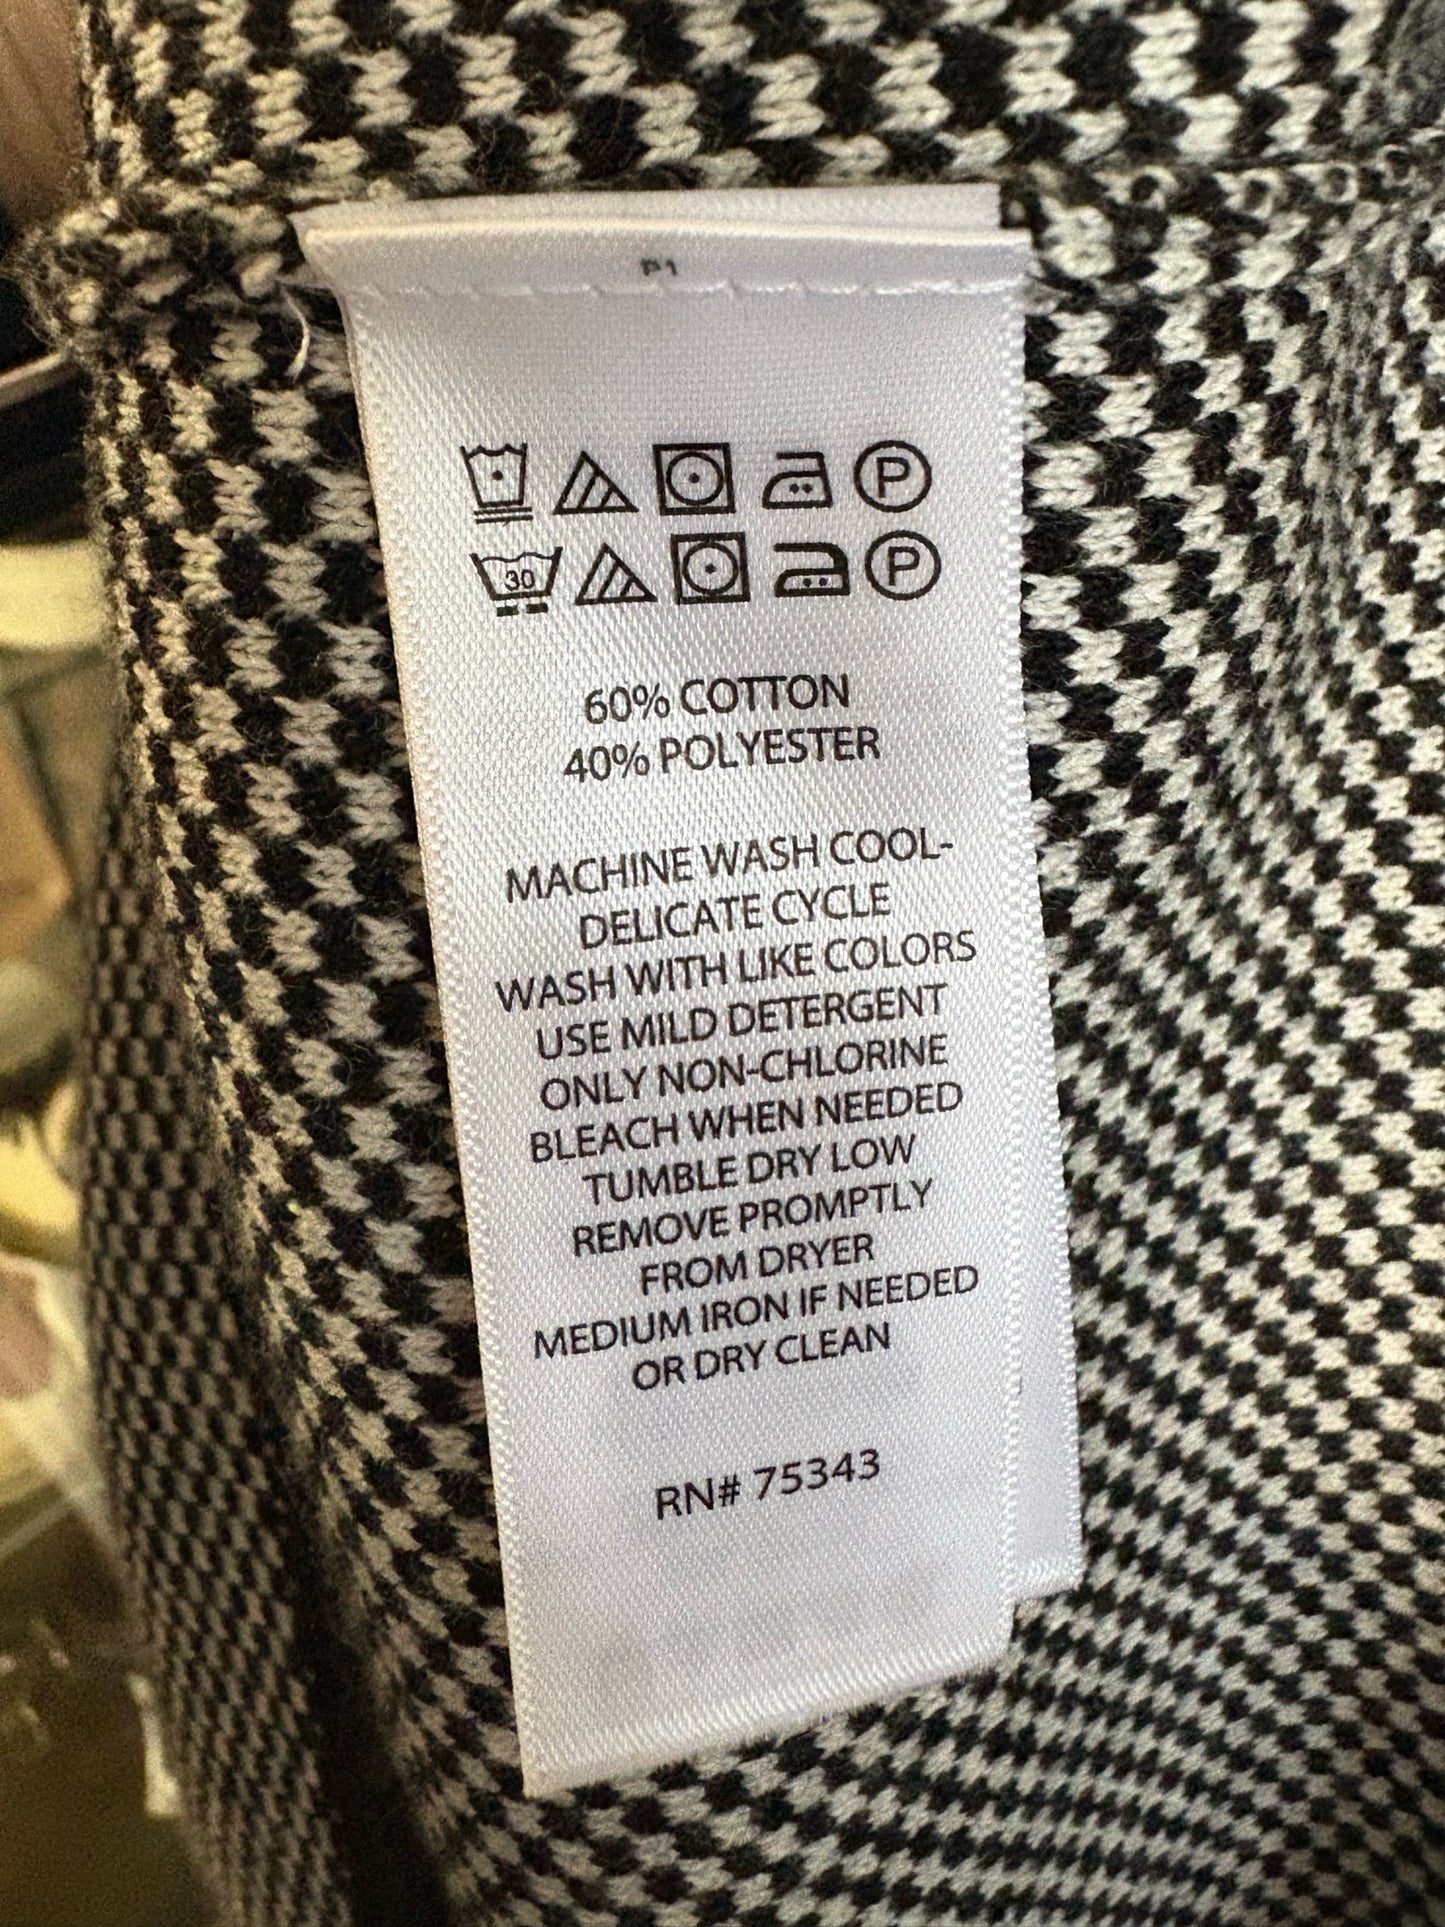 P1
P
30 P
60% COTTON
40% POLYESTER
MACHINE WASH COOL-
DELICATE CYCLE
WASH WITH LIKE COLORS
USE MILD DETERGENT
ONLY NON-CHLORINE
BLEACH WHEN NEEDED
TUMBLE DRY LOW
REMOVE PROMPTLY
FROM DRYER
MEDIUM IRON IF NEEDED
OR DRY CLEAN
RN# 75343